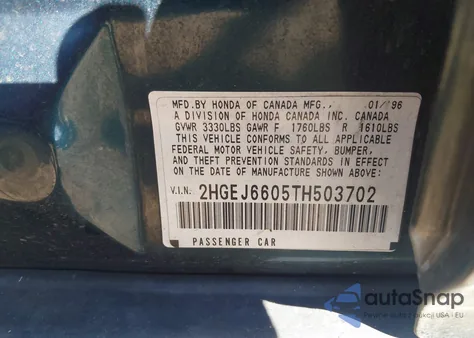 MFD.BY HONDA OF CANADA MFG., 01/96
A DIVISION OF HONDA CANADA INC. CANADA
GVWR 3330LBS GAWR F 1760LBS R 1610LBS
THIS VEHICLE CONFORMS TO ALL APPLICABLE
FEDERAL MOTOR VEHICLE SAFETY, BUMPER,
AND THEFT PREVENTION STANDARDS IN EFFECT
ON THE DATE OF MANUFACTURE SHOWN ABOVE.
V.I.N.: 2HGEJ6605TH503702
PASSENGER CAR
autoSnap